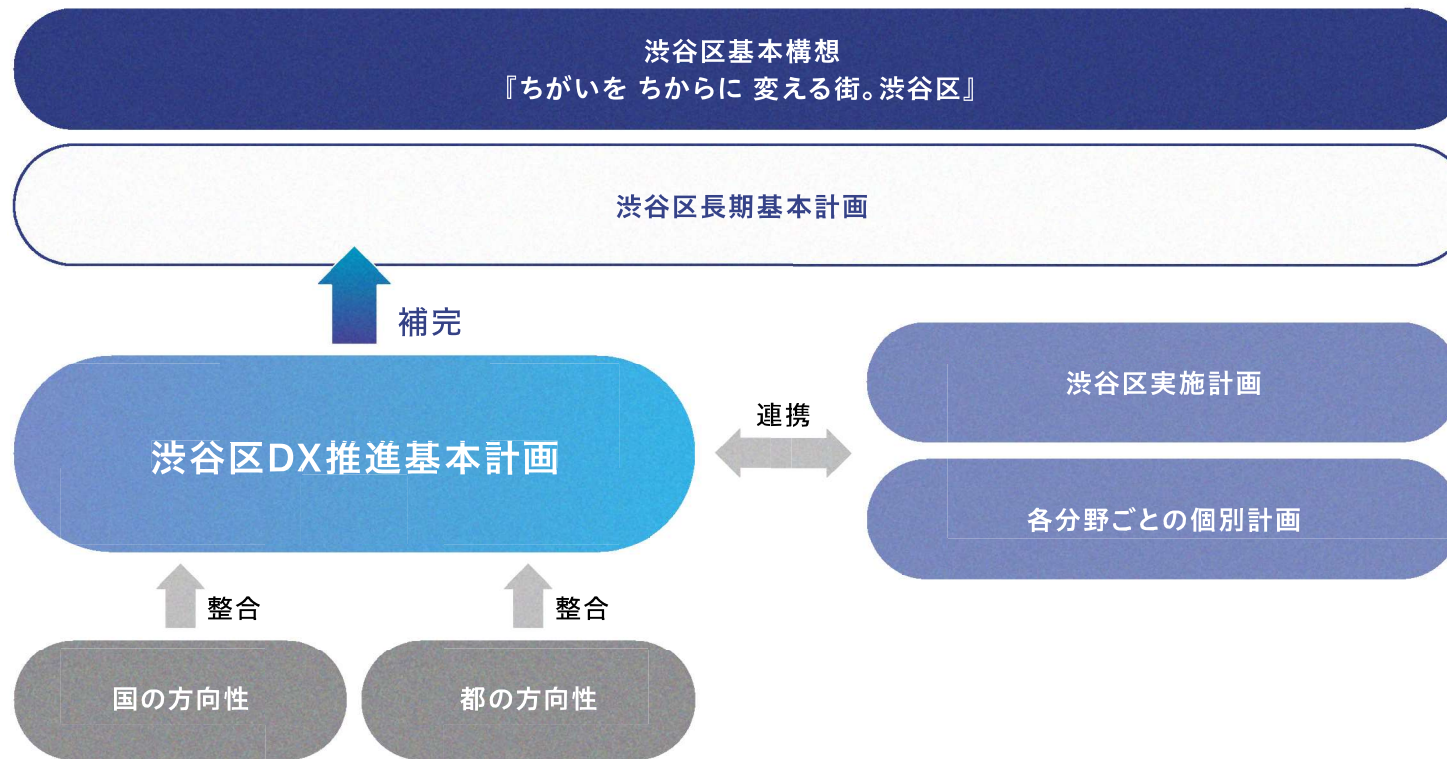 渋谷区基本構想
『ちがいを ちからに 変える街。渋谷区』
渋谷区長期基本計画
補完
渋谷区DX推進基本計画
連携
渋谷区実施計画
各分野ごとの個別計画
整合
整合
国の方向性
都の方向性